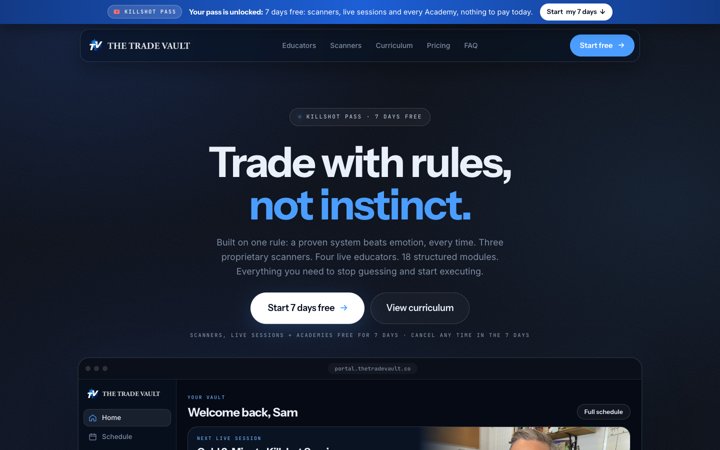 KILLSHOT PASS Your pass is unlocked: 7 days free: scanners, live sessions and every Academy, nothing to pay today. Start my 7 days ↓
THE TRADE VAULT Educators Scanners Curriculum Pricing FAQ Start free →
KILLSHOT PASS · 7 DAYS FREE
Trade with rules,
not instinct.
Built on one rule: a proven system beats emotion, every time. Three
proprietary scanners. Four live educators. 18 structured modules.
Everything you need to stop guessing and start executing.
Start 7 days free → View curriculum
SCANNERS, LIVE SESSIONS + ACADEMIES FREE FOR 7 DAYS · CANCEL ANY TIME IN THE 7 DAYS
portal.thetradevault.co
THE TRADE VAULT
Home
Schedule
YOUR VAULT
Welcome back, Sam
Full schedule
NEXT LIVE SESSION